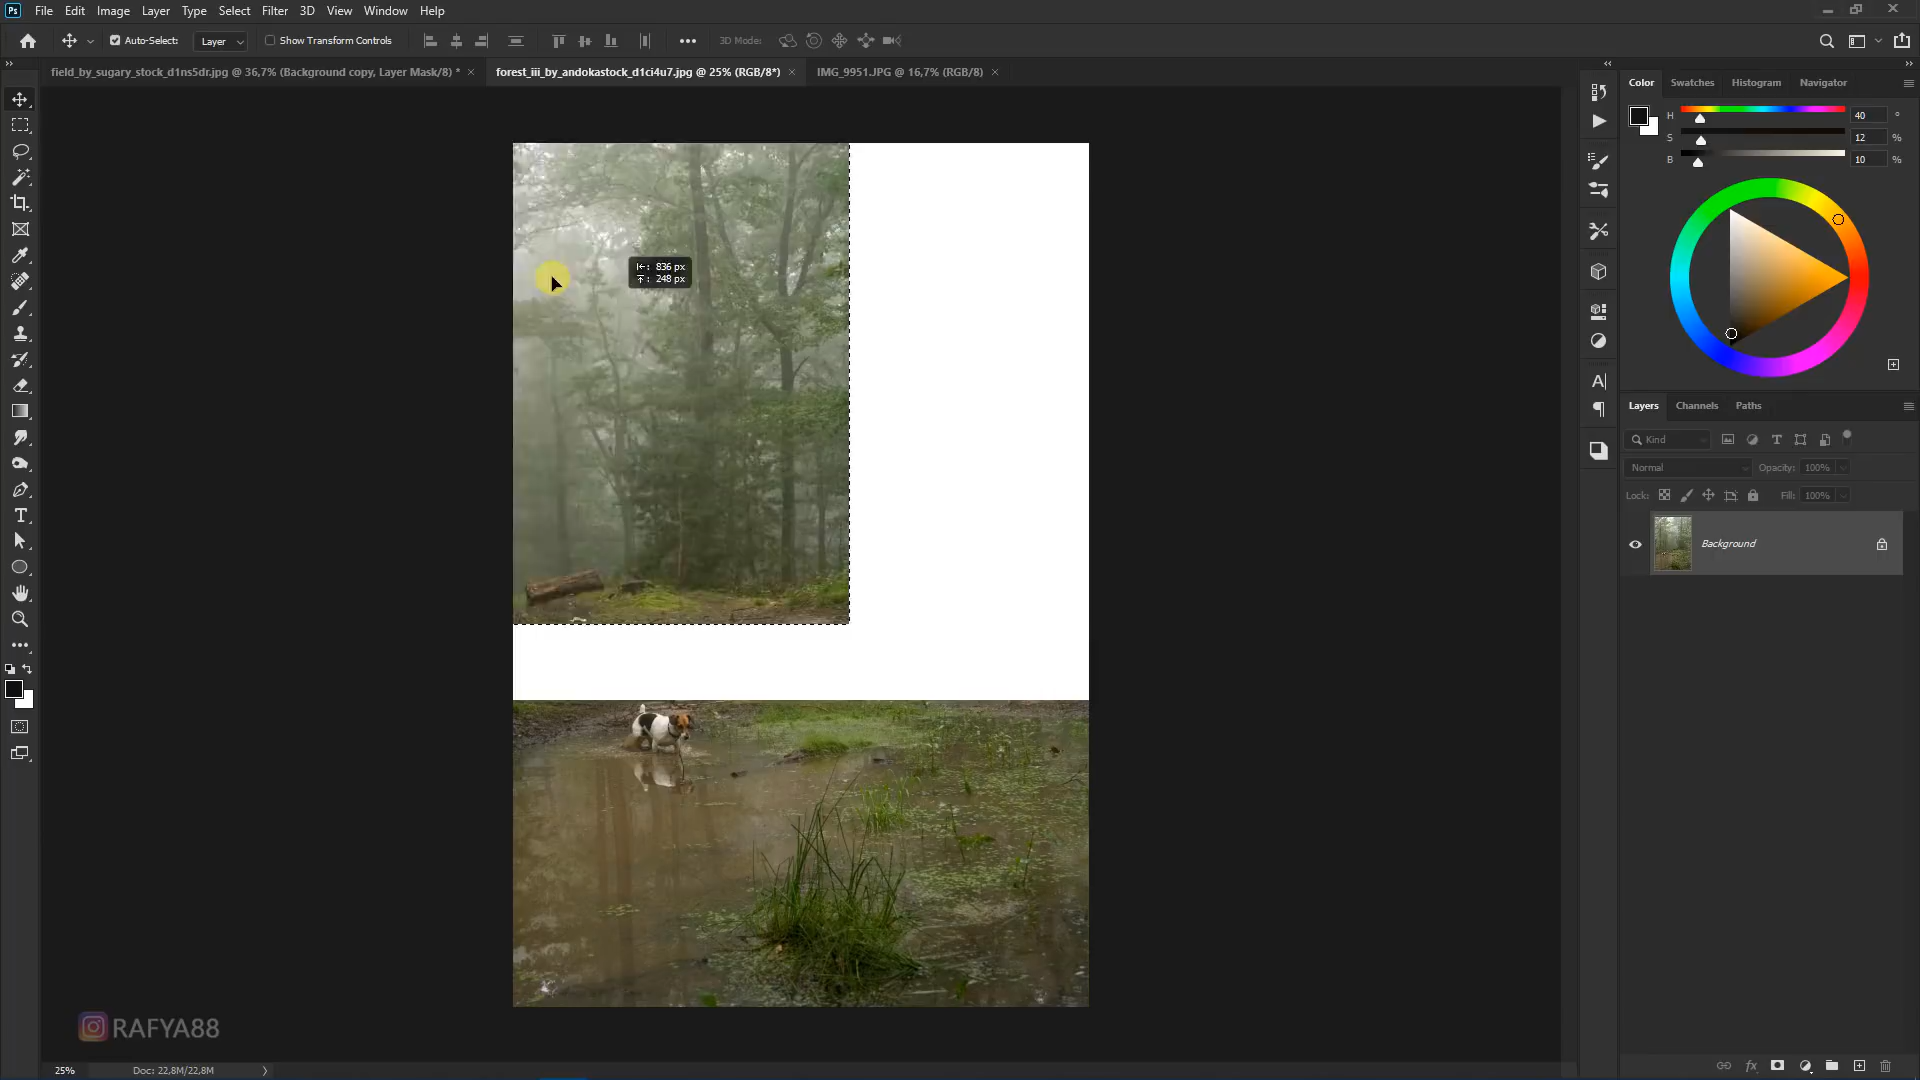 Ps File Edit Image Layer Type Select Filter 3D View Window Help
Auto-Select: Layer Show Transform Controls 3D Mode:
field_by_sugary_stock_d1ns5dr.jpg @ 36,7% (Background copy, Layer Mask/8) * × forest_iii_by_andokastock_d1ci4u7.jpg @ 25% (RGB/8*) × IMG_9951.JPG @ 16,7% (RGB/8) ×
Color Swatches Histogram Navigator
H 40 °
S 12 %
B 10 %
836 px
248 px
Layers Channels Paths
Kind
Normal Opacity: 100%
Lock: Fill: 100%
Background
RAFYA88
25% Doc: 22,8M/22,8M